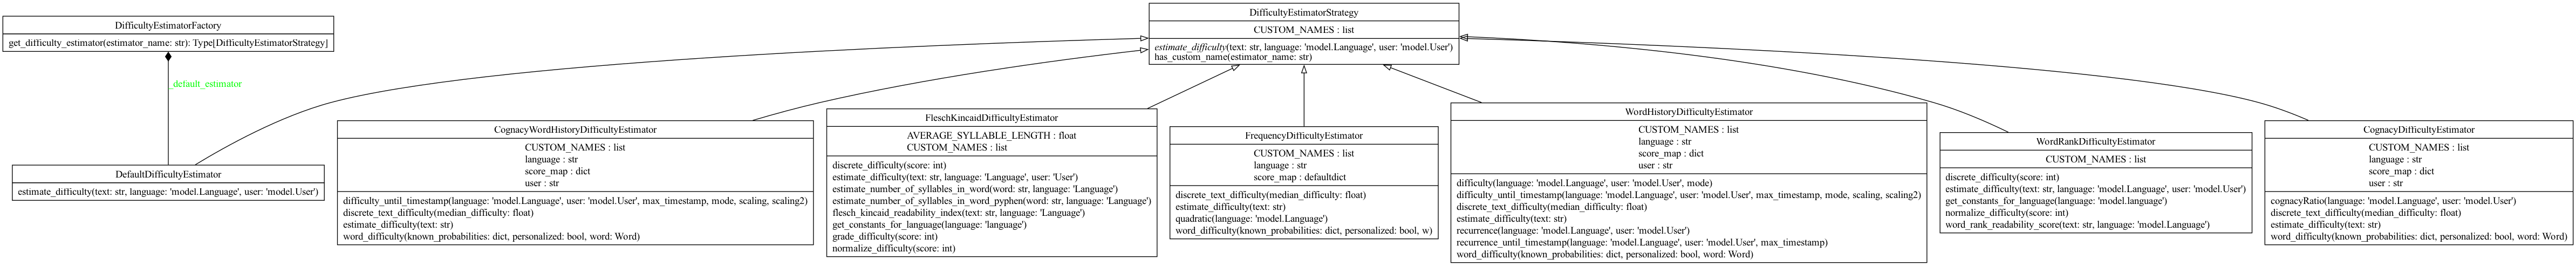 DifficultyEstimatorFactory
get_difficulty_estimator(estimator_name: str): Type[DifficultyEstimatorStrategy]
DifficultyEstimatorStrategy
CUSTOM_NAMES : list
estimate_difficulty(text: str, language: 'model.Language', user: 'model.User')
has_custom_name(estimator_name: str)
_default_estimator
DefaultDifficultyEstimator
estimate_difficulty(text: str, language: 'model.Language', user: 'model.User')
CognacyWordHistoryDifficultyEstimator
CUSTOM_NAMES : list
language : str
score_map : dict
user : str
difficulty_until_timestamp(language: 'model.Language', user: 'model.User', max_timestamp, mode, scaling, scaling2)
discrete_text_difficulty(median_difficulty: float)
estimate_difficulty(text: str)
word_difficulty(known_probabilities: dict, personalized: bool, word: Word)
FleschKincaidDifficultyEstimator
AVERAGE_SYLLABLE_LENGTH : float
CUSTOM_NAMES : list
discrete_difficulty(score: int)
estimate_difficulty(text: str, language: 'Language', user: 'User')
estimate_number_of_syllables_in_word(word: str, language: 'Language')
estimate_number_of_syllables_in_word_pyphen(word: str, language: 'Language')
flesch_kincaid_readability_index(text: str, language: 'Language')
get_constants_for_language(language: 'language')
grade_difficulty(score: int)
normalize_difficulty(score: int)
FrequencyDifficultyEstimator
CUSTOM_NAMES : list
language : str
score_map : defaultdict
discrete_text_difficulty(median_difficulty: float)
estimate_difficulty(text: str)
quadratic(language: 'model.Language')
word_difficulty(known_probabilities: dict, personalized: bool, w)
WordHistoryDifficultyEstimator
CUSTOM_NAMES : list
language : str
score_map : dict
user : str
difficulty(language: 'model.Language', user: 'model.User', mode)
difficulty_until_timestamp(language: 'model.Language', user: 'model.User', max_timestamp, mode, scaling, scaling2)
discrete_text_difficulty(median_difficulty: float)
estimate_difficulty(text: str)
recurrence(language: 'model.Language', user: 'model.User')
recurrence_until_timestamp(language: 'model.Language', user: 'model.User', max_timestamp)
word_difficulty(known_probabilities: dict, personalized: bool, word: Word)
WordRankDifficultyEstimator
CUSTOM_NAMES : list
discrete_difficulty(score: int)
estimate_difficulty(text: str, language: 'model.Language', user: 'model.User')
get_constants_for_language(language: 'model.language')
normalize_difficulty(score: int)
word_rank_readability_score(text: str, language: 'model.Language')
CognacyDifficultyEstimator
CUSTOM_NAMES : list
language : str
score_map : dict
user : str
cognacyRatio(language: 'model.Language', user: 'model.User')
discrete_text_difficulty(median_difficulty: float)
estimate_difficulty(text: str)
word_difficulty(known_probabilities: dict, personalized: bool, word: Word)